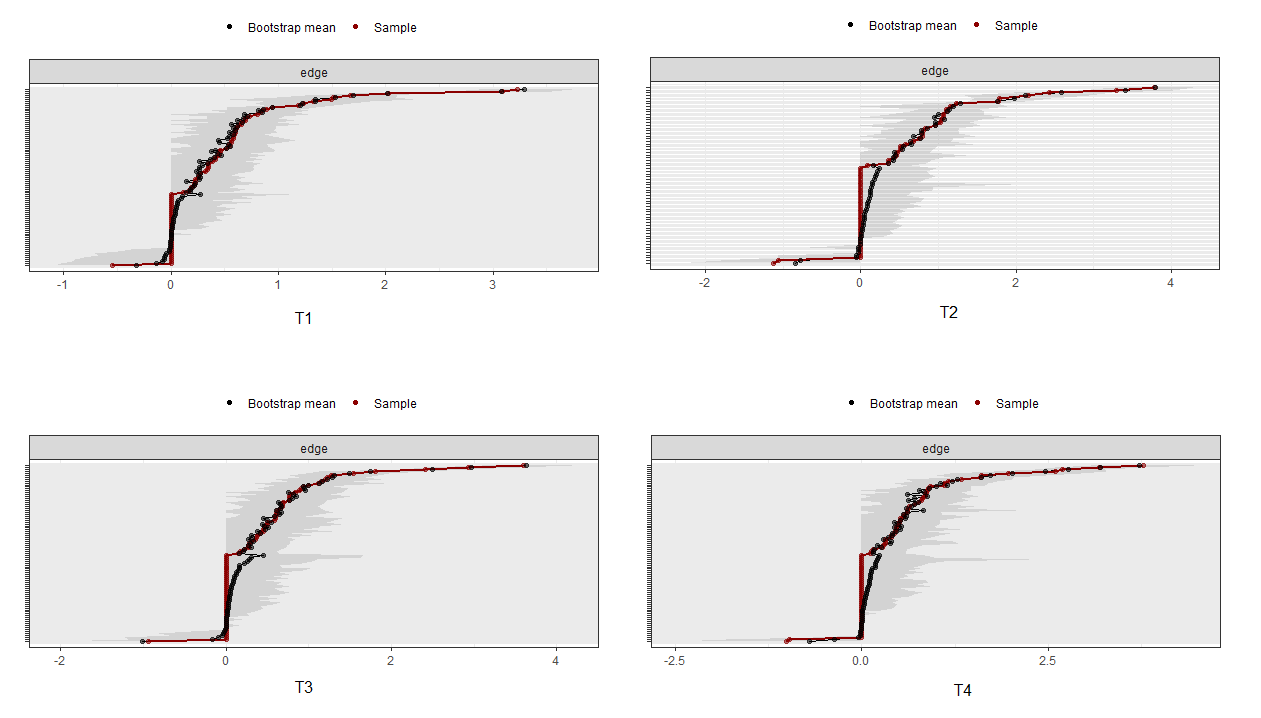 Bootstrap mean Sample
edge
-1 0 1 2 3
T1
Bootstrap mean Sample
edge
-2 0 2 4
T2
Bootstrap mean Sample
edge
-2 0 2 4
T3
Bootstrap mean Sample
edge
-2.5 0.0 2.5
T4